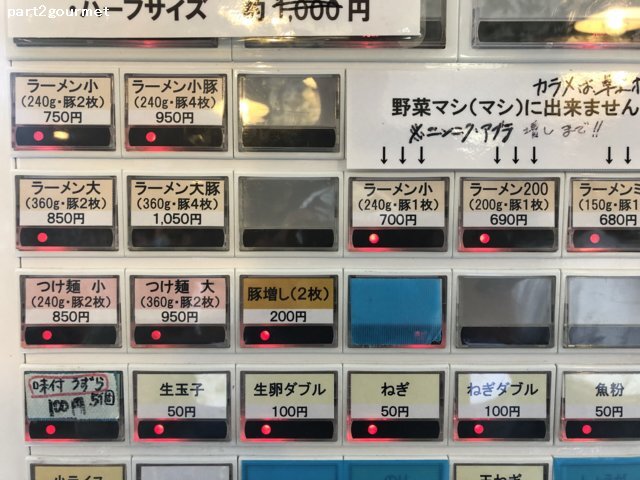 part2gourmet
ハーフサイズ 約1,000円
ラーメン小
(240g・豚2枚)
750円
ラーメン小豚
(240g・豚4枚)
950円
野菜マシ(マシ)に出来ません
※ニンニク・アブラ 増しまで!!
↓↓↓ ↓↓↓ ↓↓↓
ラーメン大
(360g・豚2枚)
850円
ラーメン大豚
(360g・豚4枚)
1,050円
ラーメン小
(240g・豚1枚)
700円
ラーメン200
(200g・豚1枚)
690円
ラーメンミ
(150g・豚1
680円
つけ麺 小
(240g・豚2枚)
850円
つけ麺 大
(360g・豚2枚)
950円
豚増し(2枚)
200円
味付 うずら
100円 5個
生玉子
50円
生卵ダブル
100円
ねぎ
50円
ねぎダブル
100円
魚粉
50円
小ライス